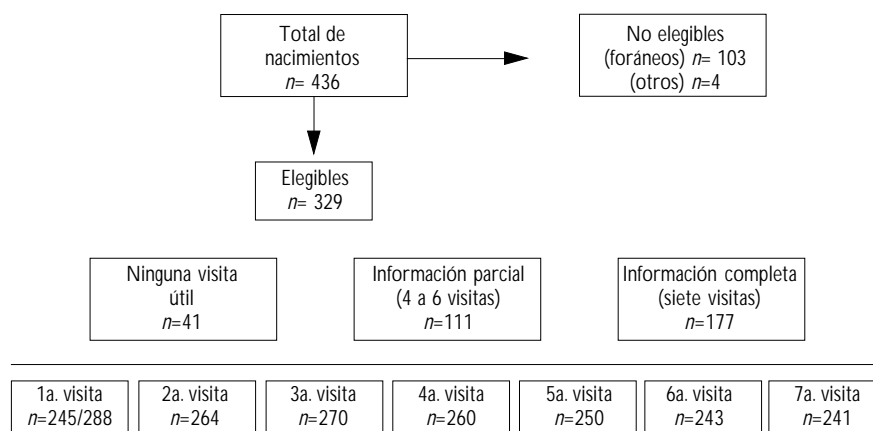 Total de
nacimientos
n= 436
No elegibles
(foráneos) n= 103
(otros) n=4
Elegibles
n= 329
Ninguna visita
útil
n=41
Información parcial
(4 a 6 visitas)
n=111
Información completa
(siete visitas)
n=177
1a. visita
n=245/288
2a. visita
n=264
3a. visita
n=270
4a. visita
n=260
5a. visita
n=250
6a. visita
n=243
7a. visita
n=241